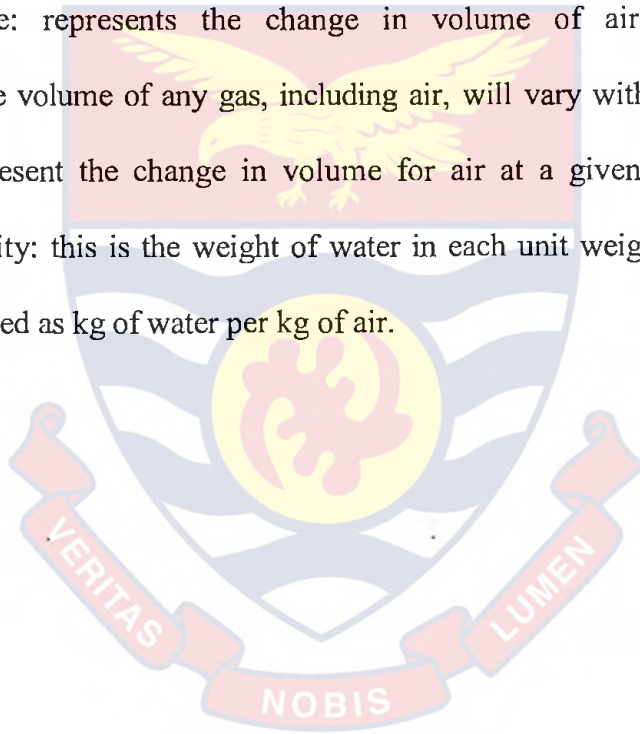 e: represents the change in volume of air
e volume of any gas, including air, will vary with
esent the change in volume for air at a given
ity: this is the weight of water in each unit weig
ed as kg of water per kg of air.
VERITAS
NOBIS
LUMEN